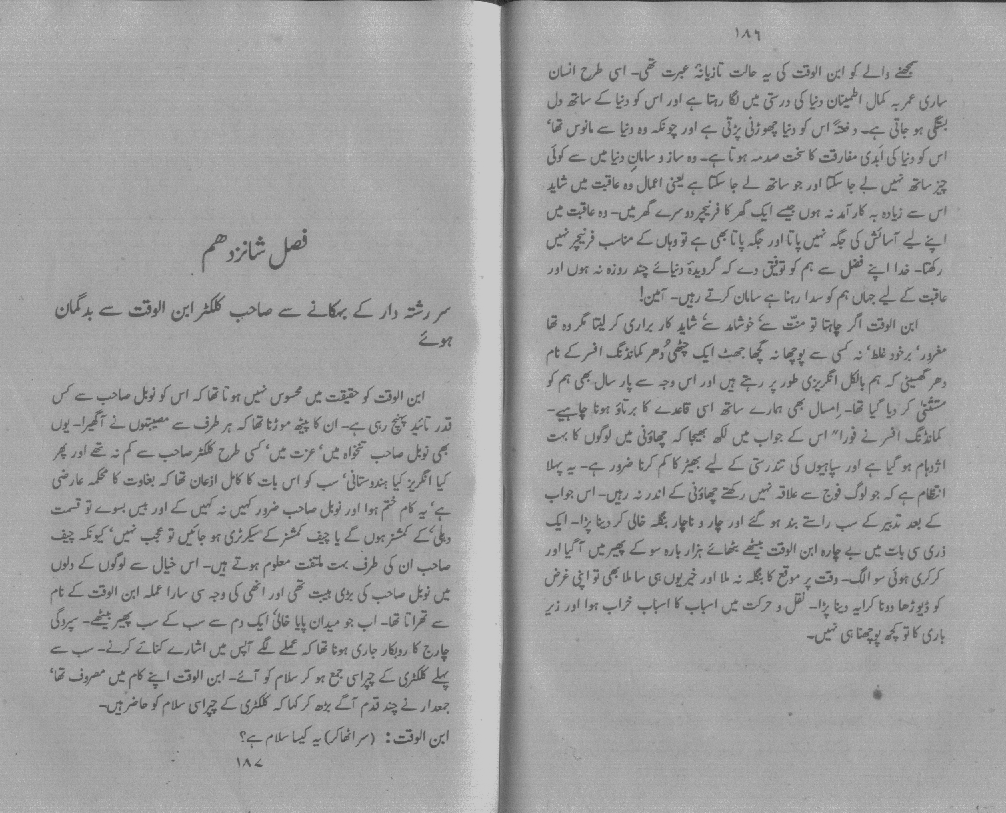 ۱۸۶
سمجھنے والے کو ابن الوقت کی یہ حالت تازیانۂ عبرت تھی۔ اسی طرح انسان
ساری عمر بہ کمال اطمینان دنیا کی درستی میں لگا رہتا ہے اور اس کو دنیا کے ساتھ دل
بستگی ہو جاتی ہے۔ دفعتہً اس کو دنیا چھوڑنی پڑتی ہے اور چونکہ وہ دنیا سے مانوس تھا،
اس کو دنیا کی ابدی مفارقت کا سخت صدمہ ہوتا ہے۔ وہ ساز و سامانِ دنیا میں سے کوئی
چیز ساتھ نہیں لے جا سکتا اور جو ساتھ لے جا سکتا ہے یعنی اعمال وہ عاقبت میں شاید
اس سے زیادہ بہ کار آمد نہ ہوں جیسے ایک گھر کا فرنیچر دوسرے گھر میں۔ وہ عاقبت میں
اپنے لیے آسائش کی جگہ نہیں پاتا اور جگہ پاتا بھی ہے تو وہاں کے مناسب فرنیچر نہیں
رکھتا۔ خدا اپنے فضل سے ہم کو توفیق دے کہ گرویدۂ دنیائے چند روزہ نہ ہوں اور
عاقبت کے لیے جہاں ہم کو سدا رہنا ہے سامان کرتے رہیں۔ آمین!
ابن الوقت اگر چاہتا تو منت سے، خوشامد سے، شاید کار براری کر لیتا مگر وہ تھا
مغرور، برخود غلط، نہ کسی سے پوچھا نہ گچھا جھٹ ایک چٹھی دُھر کمانڈنگ افسر کے نام
دھر گھسیٹی کہ ہم بالکل انگریزی طور پر رہتے ہیں اور اس وجہ سے پار سال بھی ہم کو
مستثنٰی کر دیا گیا تھا۔ اِمسال بھی ہمارے ساتھ اسی قاعدے کا برتاؤ ہونا چاہیے۔
کمانڈنگ افسر نے فوراً اس کے جواب میں لکھ بھیجا کہ چھاؤنی میں لوگوں کا بہت
اژدہام ہو گیا ہے اور سپاہیوں کی تندرستی کے لیے بھیڑ کا کم کرنا ضرور ہے۔ یہ پہلا
انتظام ہے کہ جو لوگ فوج سے علاقہ نہیں رکھتے چھاؤنی کے اندر نہ رہیں۔ اس جواب
کے بعد تدبیر کے سب راستے بند ہو گئے اور چار و ناچار بنگلہ خالی کر دینا پڑا۔ ایک
ذری سی بات میں بے چارہ ابن الوقت بیٹھے بٹھائے ہزار بارہ سو کے پھیر میں آ گیا اور
کرکری ہوئی سو الگ۔ وقت پر موقع کا بنگلہ نہ ملا اور خیر یوں ہی سا ملا بھی تو اپنی غرض
کو ڈیوڑھا دونا کرایہ دینا پڑا۔ نقل و حرکت میں اسباب کا اسباب خراب ہوا اور زیر
باری کا تو کچھ پوچھنا ہی نہیں۔
فصل شانزدھم
سر رشتہ دار کے بہکانے سے صاحب کلکٹر ابن الوقت سے بدگمان
ہوئے
ابن الوقت کو حقیقت میں محسوس نہیں ہوتا تھا کہ اس کو نوبل صاحب سے کس
قدر تائید پہنچ رہی ہے۔ ان کا پیٹھ موڑنا تھا کہ ہر طرف سے مصیبتوں نے آ گھیرا۔ یوں
بھی نوبل صاحب تنخواہ میں، عزت میں، کسی طرح کلکٹر صاحب سے کم نہ تھے اور پھر
کیا انگریز کیا ہندوستانی، سب کو اس بات کا کامل اذعان تھا کہ بغاوت کا محکمہ عارضی
ہے، یہ کام ختم ہوا اور نوبل صاحب ضرور کہیں نہ کہیں کے اور بیس بسوے تو قسمت
دہلی، کے کمشنر ہوں گے یا چیف کمشنر کے سیکرٹری ہو جائیں تو عجب نہیں، کیونکہ چیف
صاحب ان کی طرف بہت ملتفت معلوم ہوتے ہیں۔ اس خیال سے لوگوں کے دلوں
میں نوبل صاحب کی بڑی ہیبت تھی اور انھی کی وجہ سی سارا عملہ ابن الوقت کے نام
سے تھراتا تھا۔ اب جو میدان پایا خالی، ایک دم سے سب کے سب پھیر بیٹھے۔ سپردگی
چارج کا روبکار جاری ہونا تھا کہ عملے لگے آپس میں اشارے کنائے کرنے۔ سب سے
پہلے کلکٹری کے چپراسی جمع ہو کر سلام کو آئے۔ ابن الوقت اپنے کام میں مصروف تھا،
جمعدار نے چند قدم آگے بڑھ کر کہا کہ کلکٹری کے چپراسی سلام کو حاضر ہیں۔
ابن الوقت: (سر اٹھا کر) یہ کیسا سلام ہے؟
۱۸۷